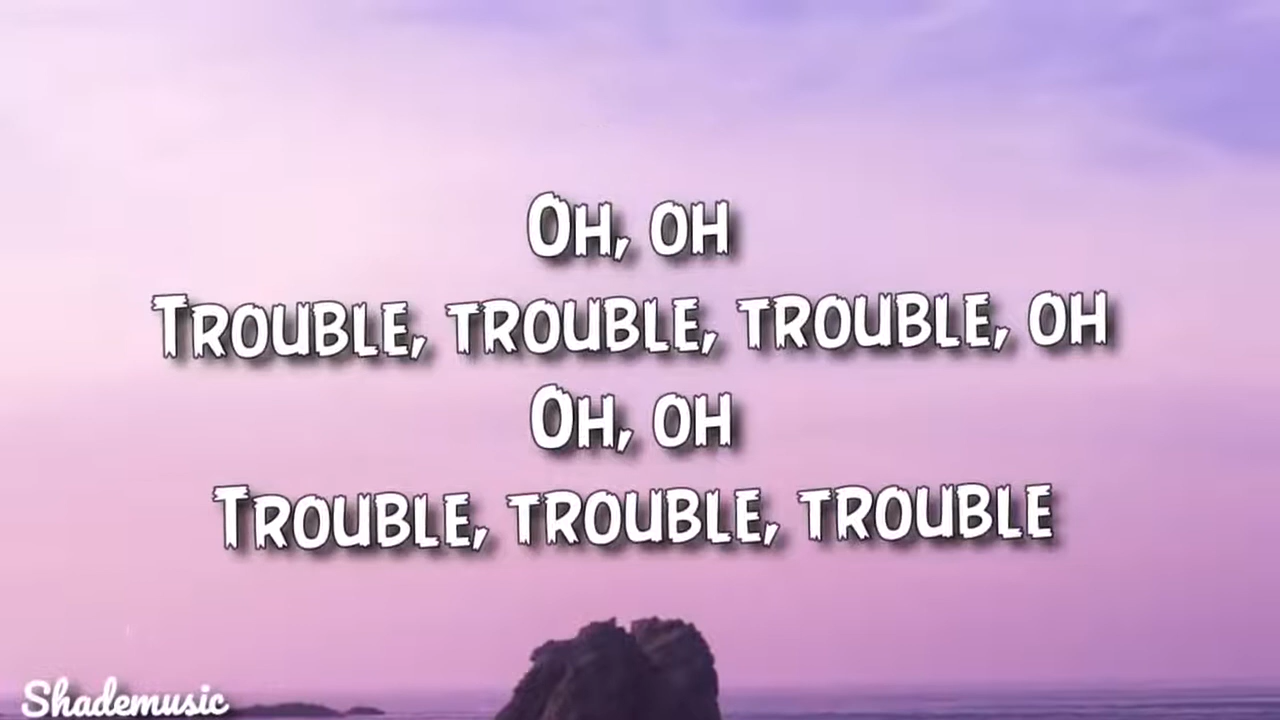 Oh, oh
Trouble, trouble, trouble, oh
Oh, oh
Trouble, trouble, trouble
Shademusic